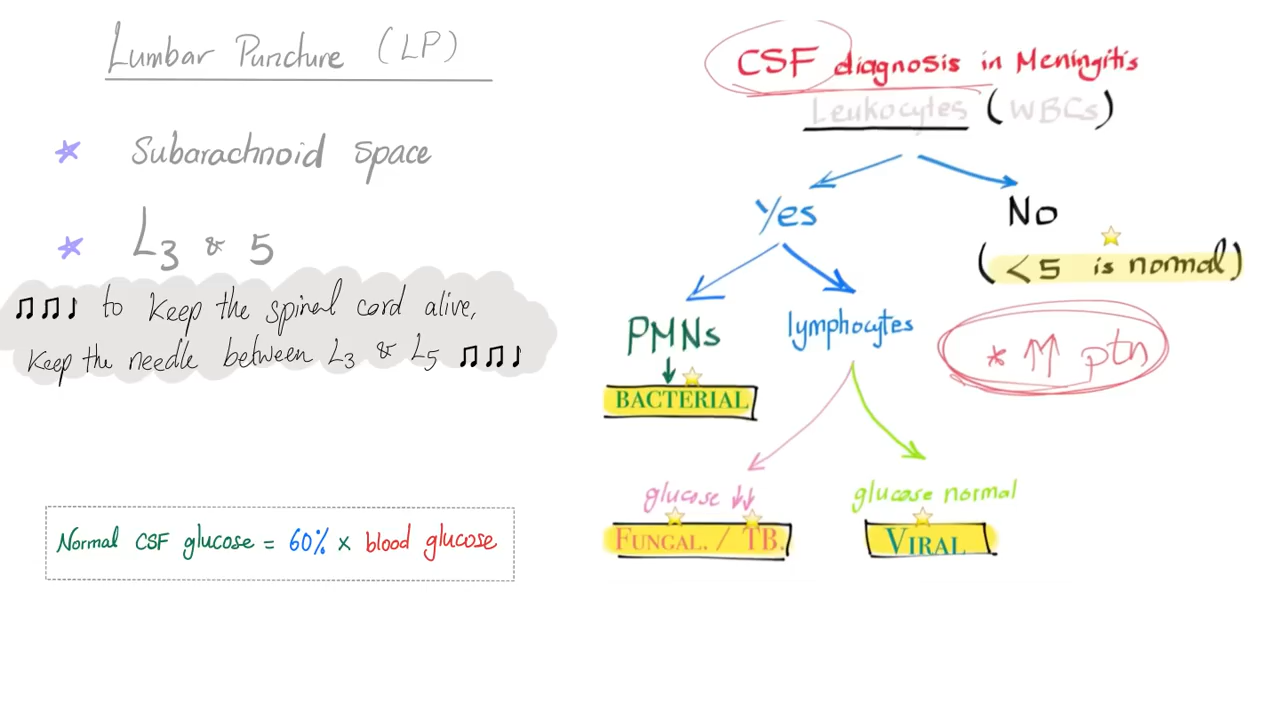 Lumbar Puncture (LP)
* Subarachnoid space
* L3 & 5
♫♫♪ to keep the spinal cord alive,
keep the needle between L3 & L5 ♫♫♪
Normal CSF glucose = 60% x blood glucose
CSF diagnosis in Meningitis
Leukocytes (WBCs)
Yes
No
(<5 is normal)
PMNs
lymphocytes
* ↑↑ ptn
BACTERIAL
glucose ↓↓
glucose normal
FUNGAL. / TB.
VIRAL